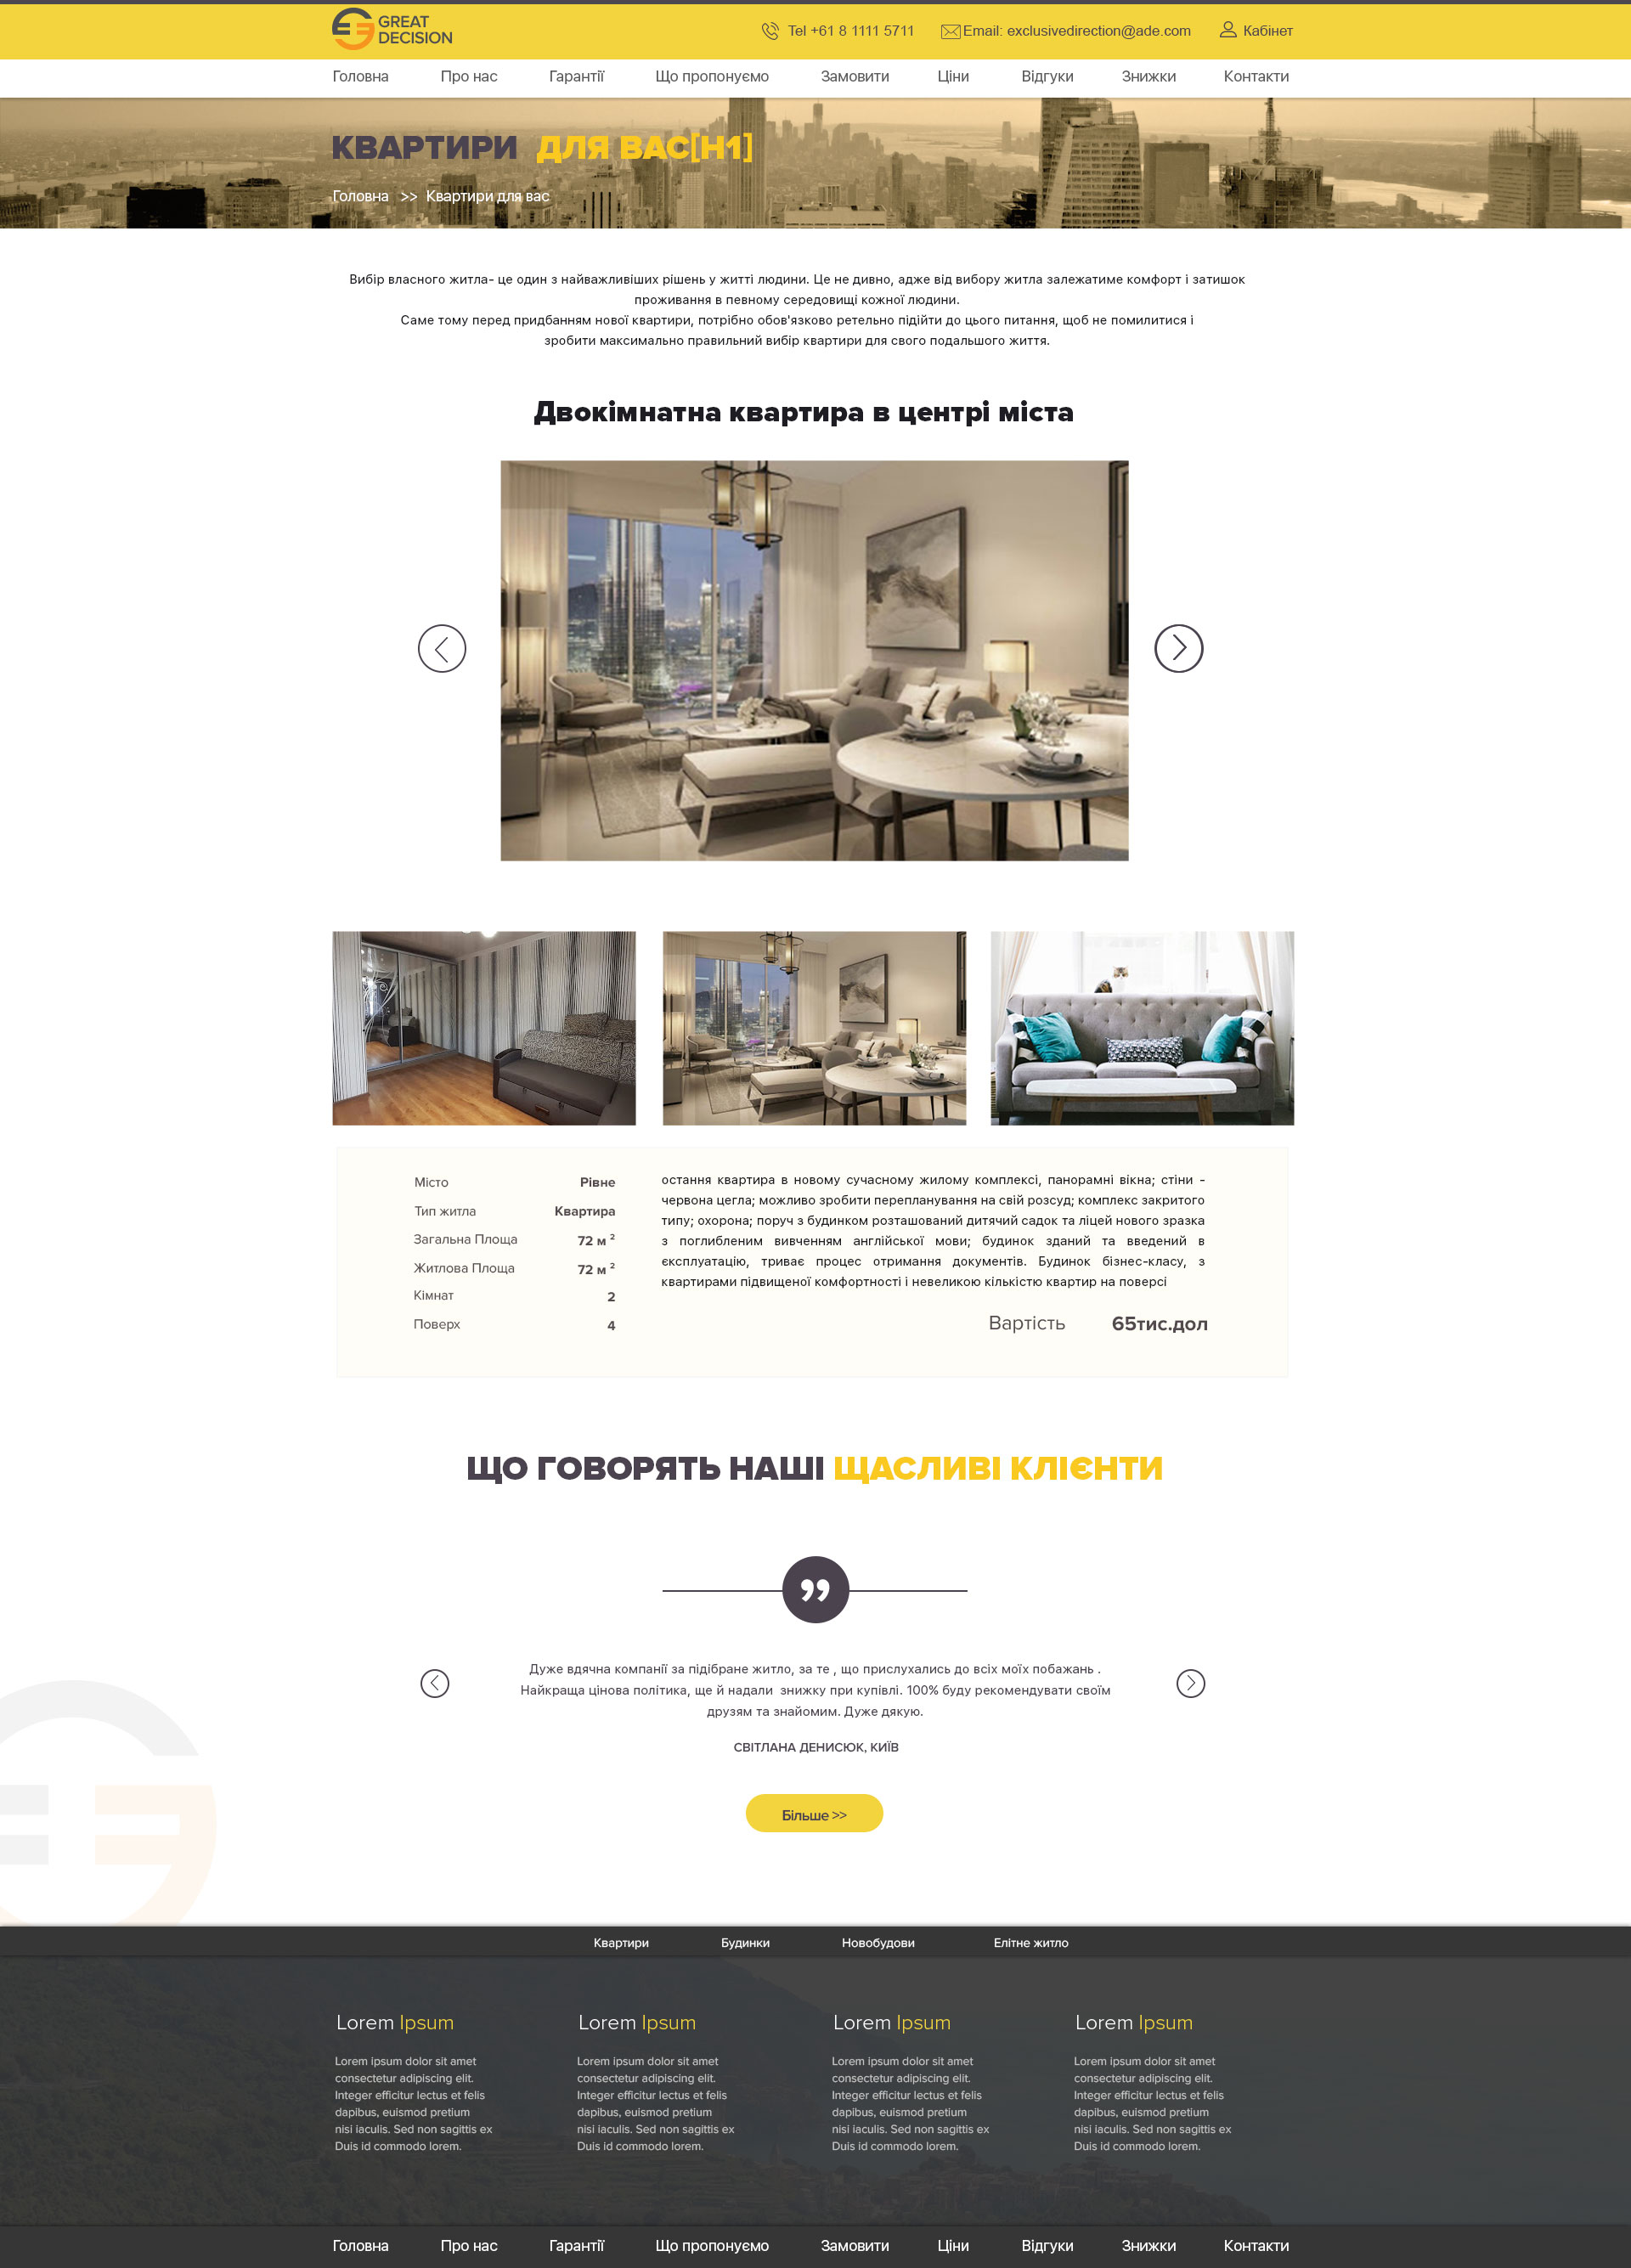 GREAT
DECISION
Tel +61 8 1111 5711
Email: exclusivedirection@ade.com
Кабінет
Головна Про нас Гарантії Що пропонуємо Замовити Ціни Відгуки Знижки Контакти
КВАРТИРИ ДЛЯ ВАС[H1]
Головна >> Квартири для вас
Вибір власного житла- це один з найважливіших рішень у житті людини. Це не дивно, адже від вибору житла залежатиме комфорт і затишок
проживання в певному середовищі кожної людини.
Саме тому перед придбанням нової квартири, потрібно обов'язково ретельно підійти до цього питання, щоб не помилитися і
зробити максимально правильний вибір квартири для свого подальшого життя.
Двокімнатна квартира в центрі міста
Місто Рівне
Тип житла Квартира
Загальна Площа 72 м ²
Житлова Площа 72 м ²
Кімнат 2
Поверх 4
остання квартира в новому сучасному жилому комплексі, панорамні вікна; стіни -
червона цегла; можливо зробити перепланування на свій розсуд; комплекс закритого
типу; охорона; поруч з будинком розташований дитячий садок та ліцей нового зразка
з поглибленим вивченням англійської мови; будинок зданий та введений в
єксплуатацію, триває процес отримання документів. Будинок бізнес-класу, з
квартирами підвищеної комфортності і невеликою кількістю квартир на поверсі
Вартість 65тис.дол
ЩО ГОВОРЯТЬ НАШІ ЩАСЛИВІ КЛІЄНТИ
Дуже вдячна компанії за підібране житло, за те , що прислухались до всіх моїх побажань .
Найкраща цінова політика, ще й надали знижку при купівлі. 100% буду рекомендувати своїм
друзям та знайомим. Дуже дякую.
СВІТЛАНА ДЕНИСЮК, КИЇВ
Більше >>
Квартири Будинки Новобудови Елітне житло
Lorem Ipsum
Lorem ipsum dolor sit amet
consectetur adipiscing elit.
Integer efficitur lectus et felis
dapibus, euismod pretium
nisi iaculis. Sed non sagittis ex
Duis id commodo lorem.
Lorem Ipsum
Lorem ipsum dolor sit amet
consectetur adipiscing elit.
Integer efficitur lectus et felis
dapibus, euismod pretium
nisi iaculis. Sed non sagittis ex
Duis id commodo lorem.
Lorem Ipsum
Lorem ipsum dolor sit amet
consectetur adipiscing elit.
Integer efficitur lectus et felis
dapibus, euismod pretium
nisi iaculis. Sed non sagittis ex
Duis id commodo lorem.
Lorem Ipsum
Lorem ipsum dolor sit amet
consectetur adipiscing elit.
Integer efficitur lectus et felis
dapibus, euismod pretium
nisi iaculis. Sed non sagittis ex
Duis id commodo lorem.
Головна Про нас Гарантії Що пропонуємо Замовити Ціни Відгуки Знижки Контакти